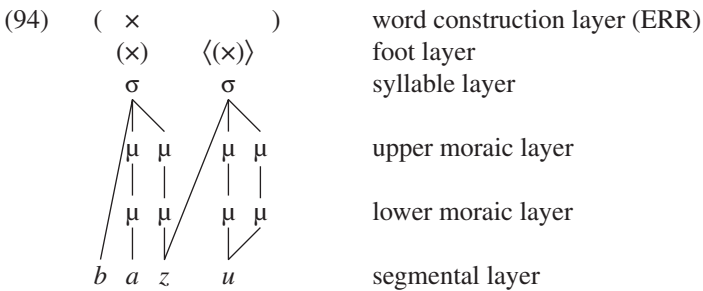 (94) ( × ) word construction layer (ERR)
(×) ⟨(×)⟩ foot layer
σ σ syllable layer
μ μ μ μ upper moraic layer
μ μ μ μ lower moraic layer
b a z u segmental layer